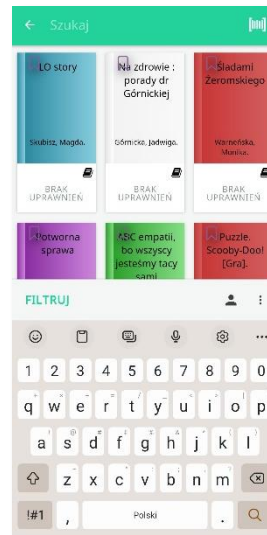 Szukaj
LO story
Skubisz, Magda.
BRAK
UPRAWNIEŃ
Na zdrowie :
porady dr
Górnickiej
Górnicka, Jadwiga.
BRAK
UPRAWNIEŃ
Śladami
Żeromskiego
Warneńska,
Monika.
BRAK
UPRAWNIEŃ
Potworna
sprawa
ABC empatii,
bo wszyscy
jesteśmy tacy
sami
Puzzle.
Scooby-Doo!
[Gra].
FILTRUJ
1 2 3 4 5 6 7 8 9 0
q w e r t y u i o p
a s d f g h j k l
z x c v b n m
!#1 , Polski .